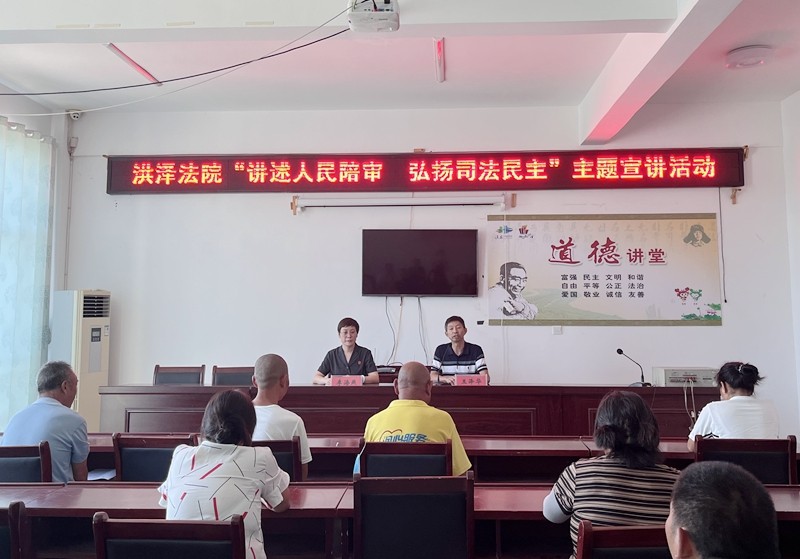 洪泽法院“讲述人民陪审 弘扬司法民主”主题宣讲活动
道德讲堂
富强 民主 文明 和谐
自由 平等 公正 法治
爱国 敬业 诚信 友善